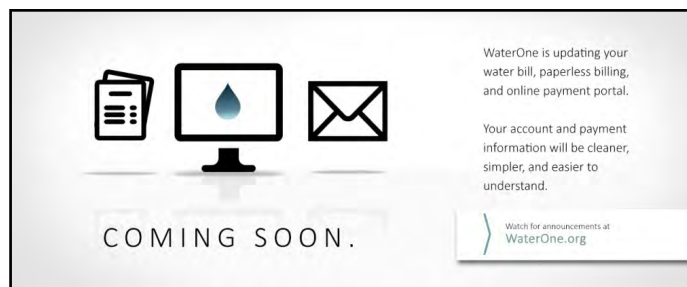 WaterOne is updating your
water bill, paperless billing,
and online payment portal.
Your account and payment
information will be cleaner,
simpler, and easier to
understand.
COMING SOON.
Watch for announcements at
WaterOne.org